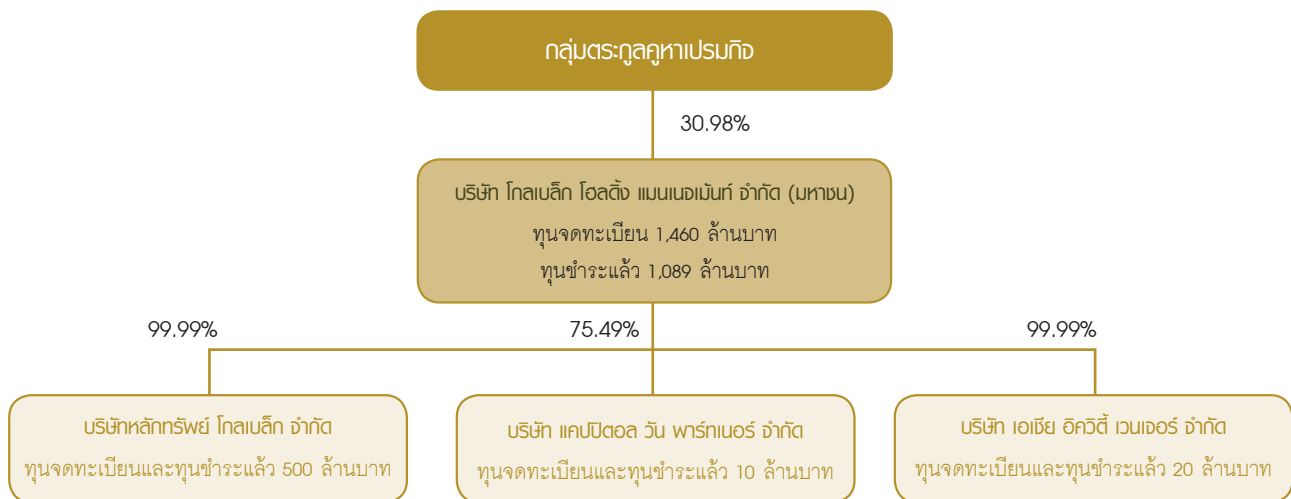 กลุ่มตระกูลคูหาเปรมกิจ
30.98%
บริษัท โกลเบล็ก โฮลดิ้ง แมนเนจเม้นท์ จำกัด (มหาชน)
ทุนจดทะเบียน 1,460 ล้านบาท
ทุนชำระแล้ว 1,089 ล้านบาท
99.99%
75.49%
99.99%
บริษัทหลักทรัพย์ โกลเบล็ก จำกัด
ทุนจดทะเบียนและทุนชำระแล้ว 500 ล้านบาท
บริษัท แคปปิตอล วัน พาร์ทเนอร์ จำกัด
ทุนจดทะเบียนและทุนชำระแล้ว 10 ล้านบาท
บริษัท เอเชีย อิควิตี้ เวนเจอร์ จำกัด
ทุนจดทะเบียนและทุนชำระแล้ว 20 ล้านบาท